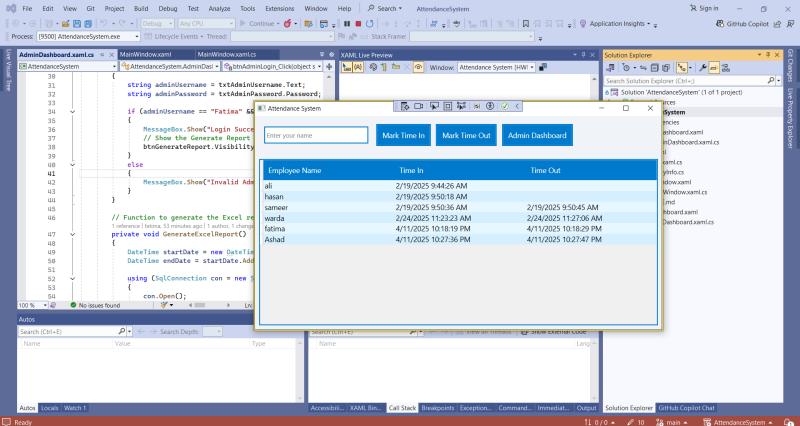 File Edit View Git Project Build Debug Test Analyze Tools Extensions Window Help Search AttendanceSystem Sign in
Debug Any CPU Continue Application Insights GitHub Copilot
Process: [9500] AttendanceSystem.exe Lifecycle Events Thread: Stack Frame:
Live Visual Tree
AdminDashboard.xaml.cs MainWindow.xaml MainWindow.xaml.cs
AttendanceSystem AttendanceSystem.AdminDasl btnAdminLogin_Click(object s
30 {
31 string adminUsername = txtAdminUsername.Text;
32 string adminPassword = txtAdminPassword.Password;
33
34 if (adminUsername == "Fatima" &&
35 {
36 MessageBox.Show("Login Succe
37 // Show the Generate Report
38 btnGenerateReport.Visibility
39 }
40 else
41 {
42 MessageBox.Show("Invalid Adm
43 }
44 }
45
46 // Function to generate the Excel re
1 reference | fatima, 53 minutes ago | 1 author, 1 change
47 private void GenerateExcelReport()
48 {
49 DateTime startDate = new DateTim
50 DateTime endDate = startDate.Add
51
52 using (SqlConnection con = new S
53 {
54 con.Open();
100 % No issues found Ln:
XAML Live Preview
Window: Attendance System (HW
Attendance System
Enter your name
Mark Time In
Mark Time Out
Admin Dashboard
Employee Name Time In Time Out
ali 2/19/2025 9:44:26 AM
hasan 2/19/2025 9:50:18 AM
sameer 2/19/2025 9:50:36 AM 2/19/2025 9:50:45 AM
warda 2/24/2025 11:23:23 AM 2/24/2025 11:27:06 AM
fatima 4/11/2025 10:18:19 PM 4/11/2025 10:18:29 PM
Ashad 4/11/2025 10:27:36 PM 4/11/2025 10:27:47 PM
Solution Explorer
Search Solution Explorer (Ctrl+;)
Solution 'AttendanceSystem' (1 of 1 project)
Sources
eSystem
encies
Dashboard.xaml
ninDashboard.xaml.cs
ml
ml.cs
yInfo.cs
ndow.xaml
Window.xaml.cs
.md
ashboard.xaml
ashboard.xaml.cs
Git Changes
Live Property Explorer
Autos
Search (Ctrl+E) Search Depth:
Name Value Type
Search (Ctrl+E) View all Threads Show External Code
Name Lang
Autos Locals Watch 1
Accessibili... XAML Bin... Call Stack Breakpoints Exception... Comman... Immediat... Output
Solution Explorer GitHub Copilot Chat
Ready 0 / 0 10 main AttendanceSystem